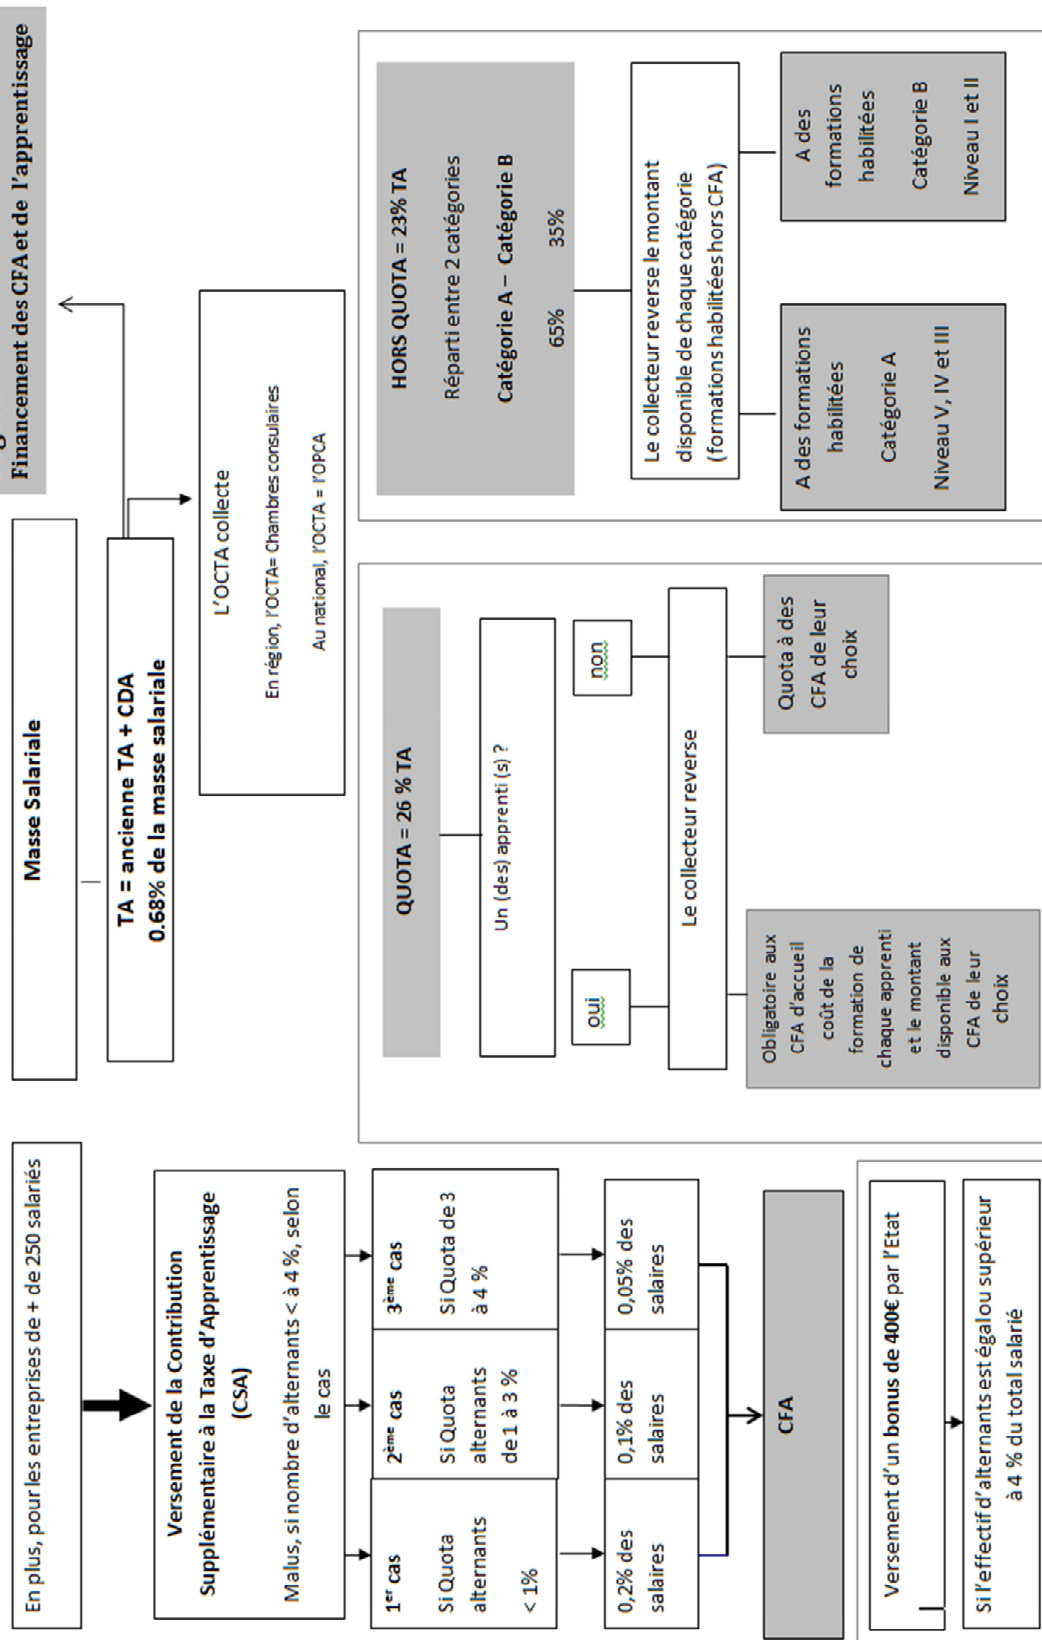 En plus, pour les entreprises de + de 250 salariés
Versement de la Contribution
Supplémentaire à la Taxe d'Apprentissage
(CSA)
Malus, si nombre d'alternants < à 4 %, selon
le cas
1er cas
Si Quota
alternants
< 1%
2ème cas
Si Quota
alternants
de 1 à 3 %
3ème cas
Si Quota de 3
à 4 %
0,2% des
salaires
0,1% des
salaires
0,05% des
salaires
CFA
Versement d'un bonus de 400€ par l'Etat
Si l'effectif d'alternants est égal ou supérieur
à 4 % du total salarié
Masse Salariale
TA = ancienne TA + CDA
0.68% de la masse salariale
Financement des CFA et de l'apprentissage
L'OCTA collecte
En région, l'OCTA= Chambres consulaires
Au national, l'OCTA = l'OPCA
QUOTA = 26 % TA
Un (des) apprenti (s) ?
oui
non
Le collecteur reverse
Obligatoire aux
CFA d'accueil
coût de la
formation de
chaque apprenti
et le montant
disponible aux
CFA de leur
choix
Quota à des
CFA de leur
choix
HORS QUOTA = 23% TA
Réparti entre 2 catégories
Catégorie A – Catégorie B
65% 35%
Le collecteur reverse le montant
disponible de chaque catégorie
(formations habilitées hors CFA)
A des formations
habilitées
Catégorie A
Niveau V, IV et III
A des
formations
habilitées
Catégorie B
Niveau I et II